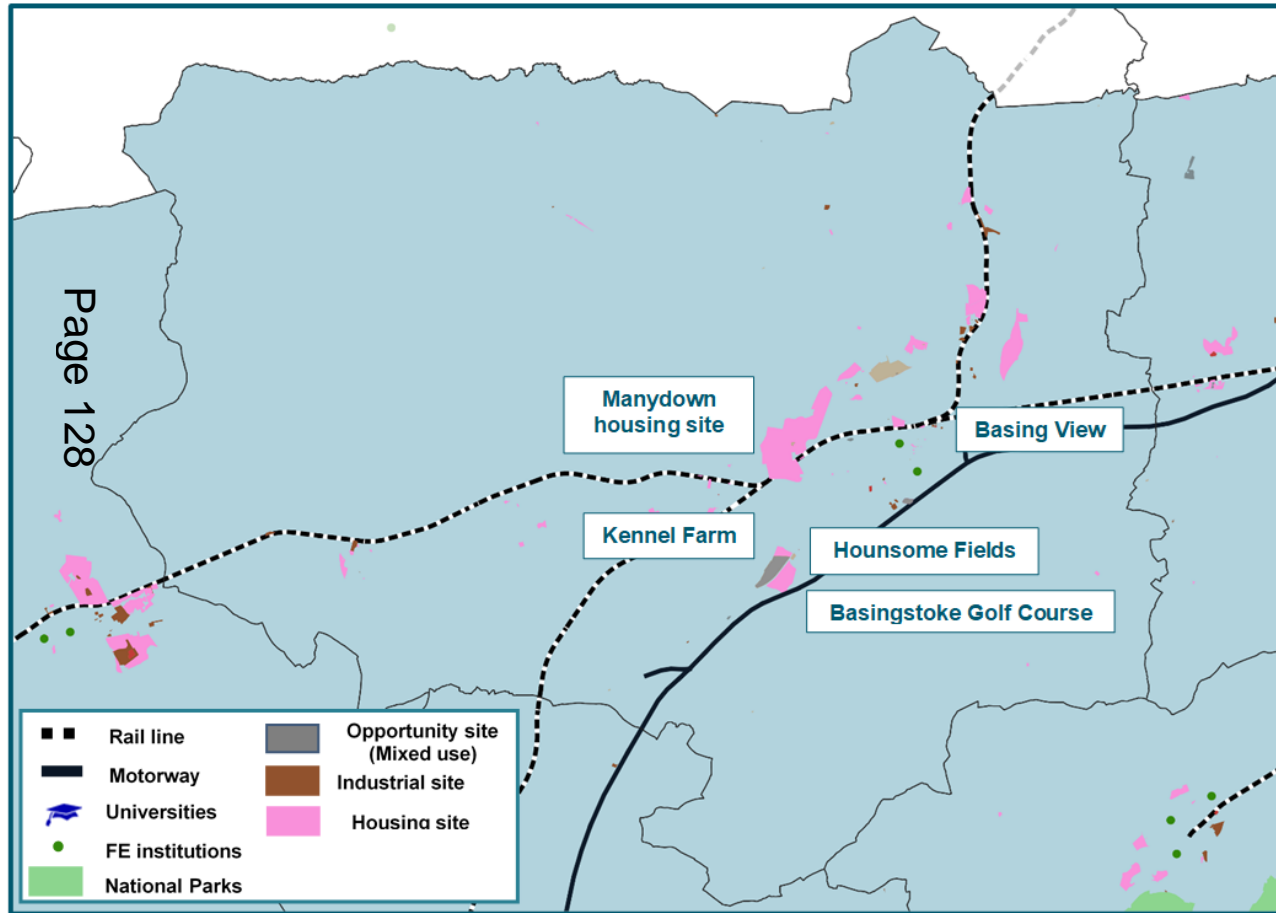 Page 128
Manydown
housing site
Basing View
Kennel Farm
Hounsome Fields
Basingstoke Golf Course
Rail line
Motorway
Universities
FE institutions
National Parks
Opportunity site
(Mixed use)
Industrial site
Housing site